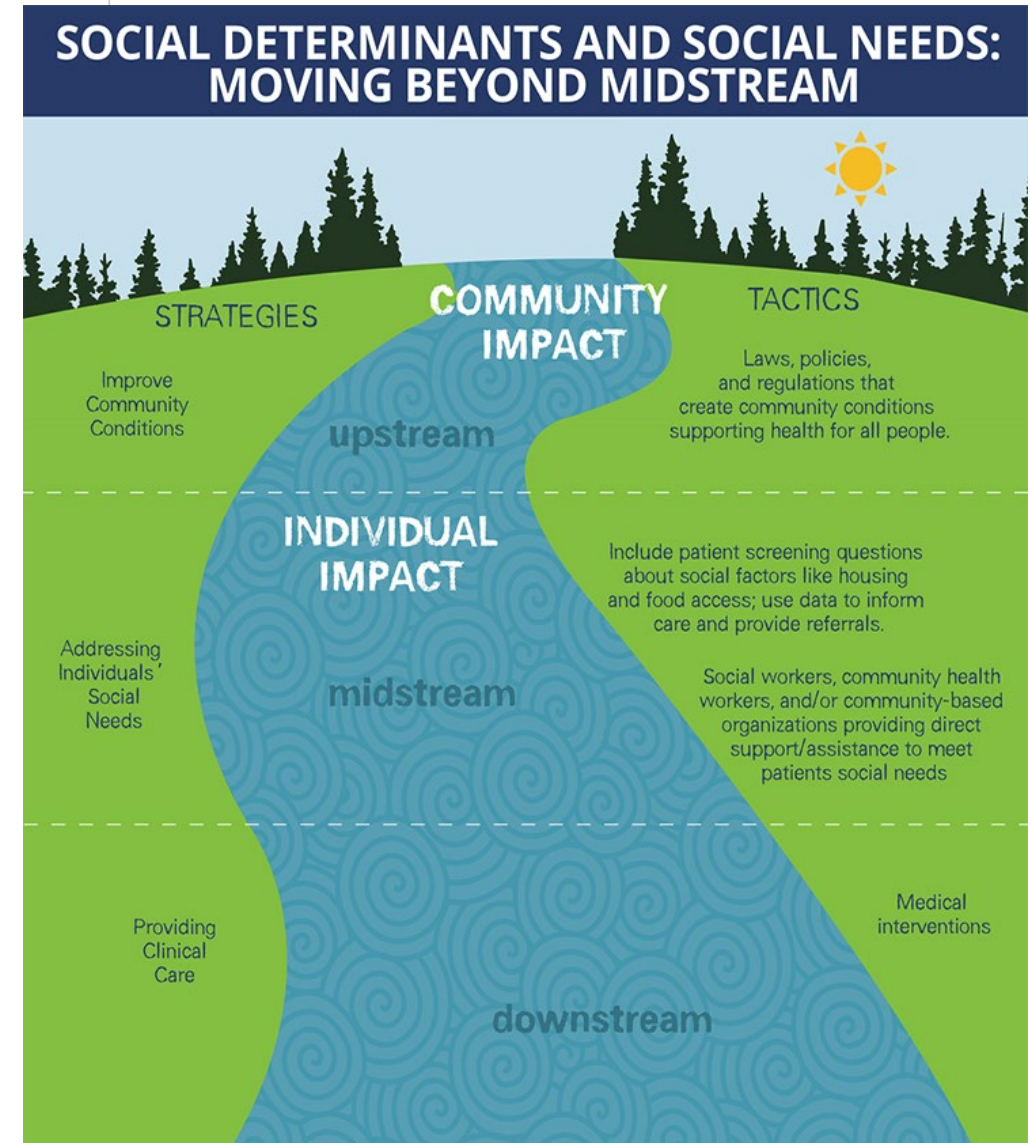 SOCIAL DETERMINANTS AND SOCIAL NEEDS:
MOVING BEYOND MIDSTREAM
STRATEGIES
COMMUNITY
IMPACT
TACTICS
Improve
Community
Conditions
upstream
Laws, policies,
and regulations that
create community conditions
supporting health for all people.
INDIVIDUAL
IMPACT
Addressing
Individuals'
Social
Needs
midstream
Include patient screening questions
about social factors like housing
and food access; use data to inform
care and provide referrals.
Social workers, community health
workers, and/or community-based
organizations providing direct
support/assistance to meet
patients social needs
Providing
Clinical
Care
downstream
Medical
interventions